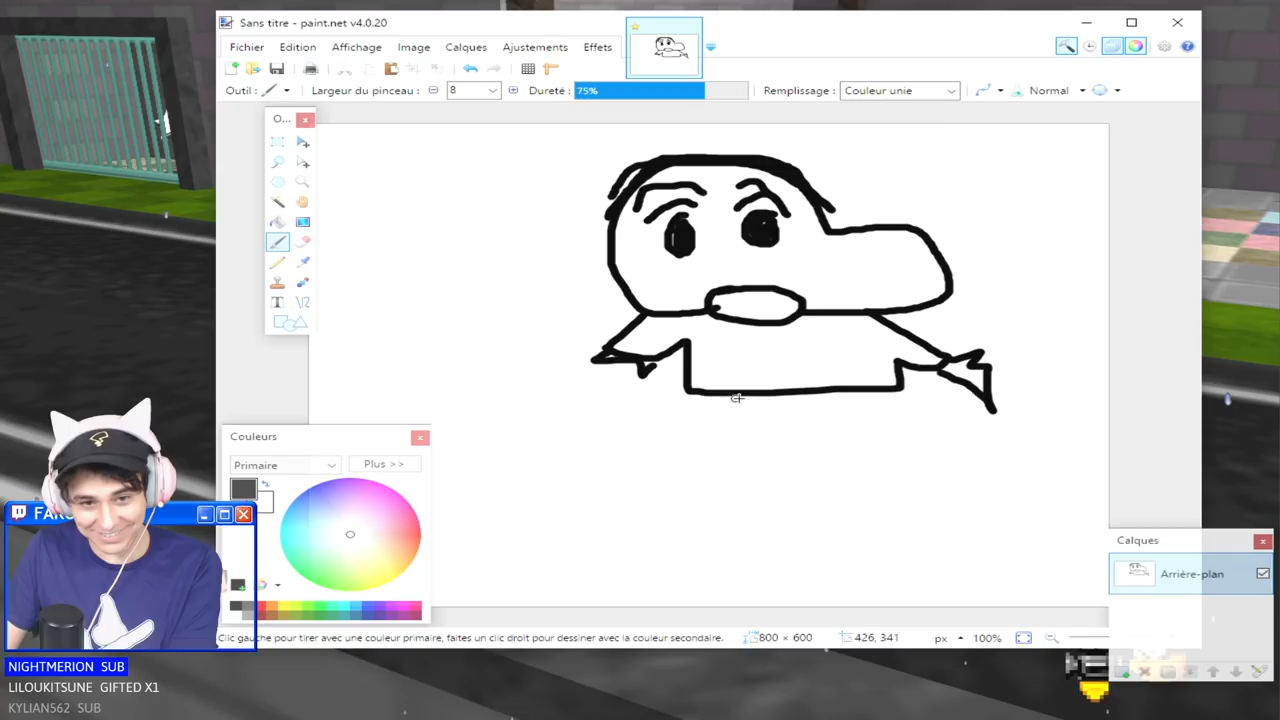 Sans titre - paint.net v4.0.20
Fichier Edition Affichage Image Calques Ajustements Effets
Outil : Largeur du pinceau : 8 Dureté : 75% Remplissage : Couleur unie Normal
O...
Couleurs
Primaire Plus >>
Calques
Arrière-plan
Clic gauche pour tirer avec une couleur primaire, faites un clic droit pour dessiner avec la couleur secondaire. 800 × 600 426, 341 px 100%
NIGHTMERION SUB
LILOUKITSUNE GIFTED X1
KYLIAN562 SUB